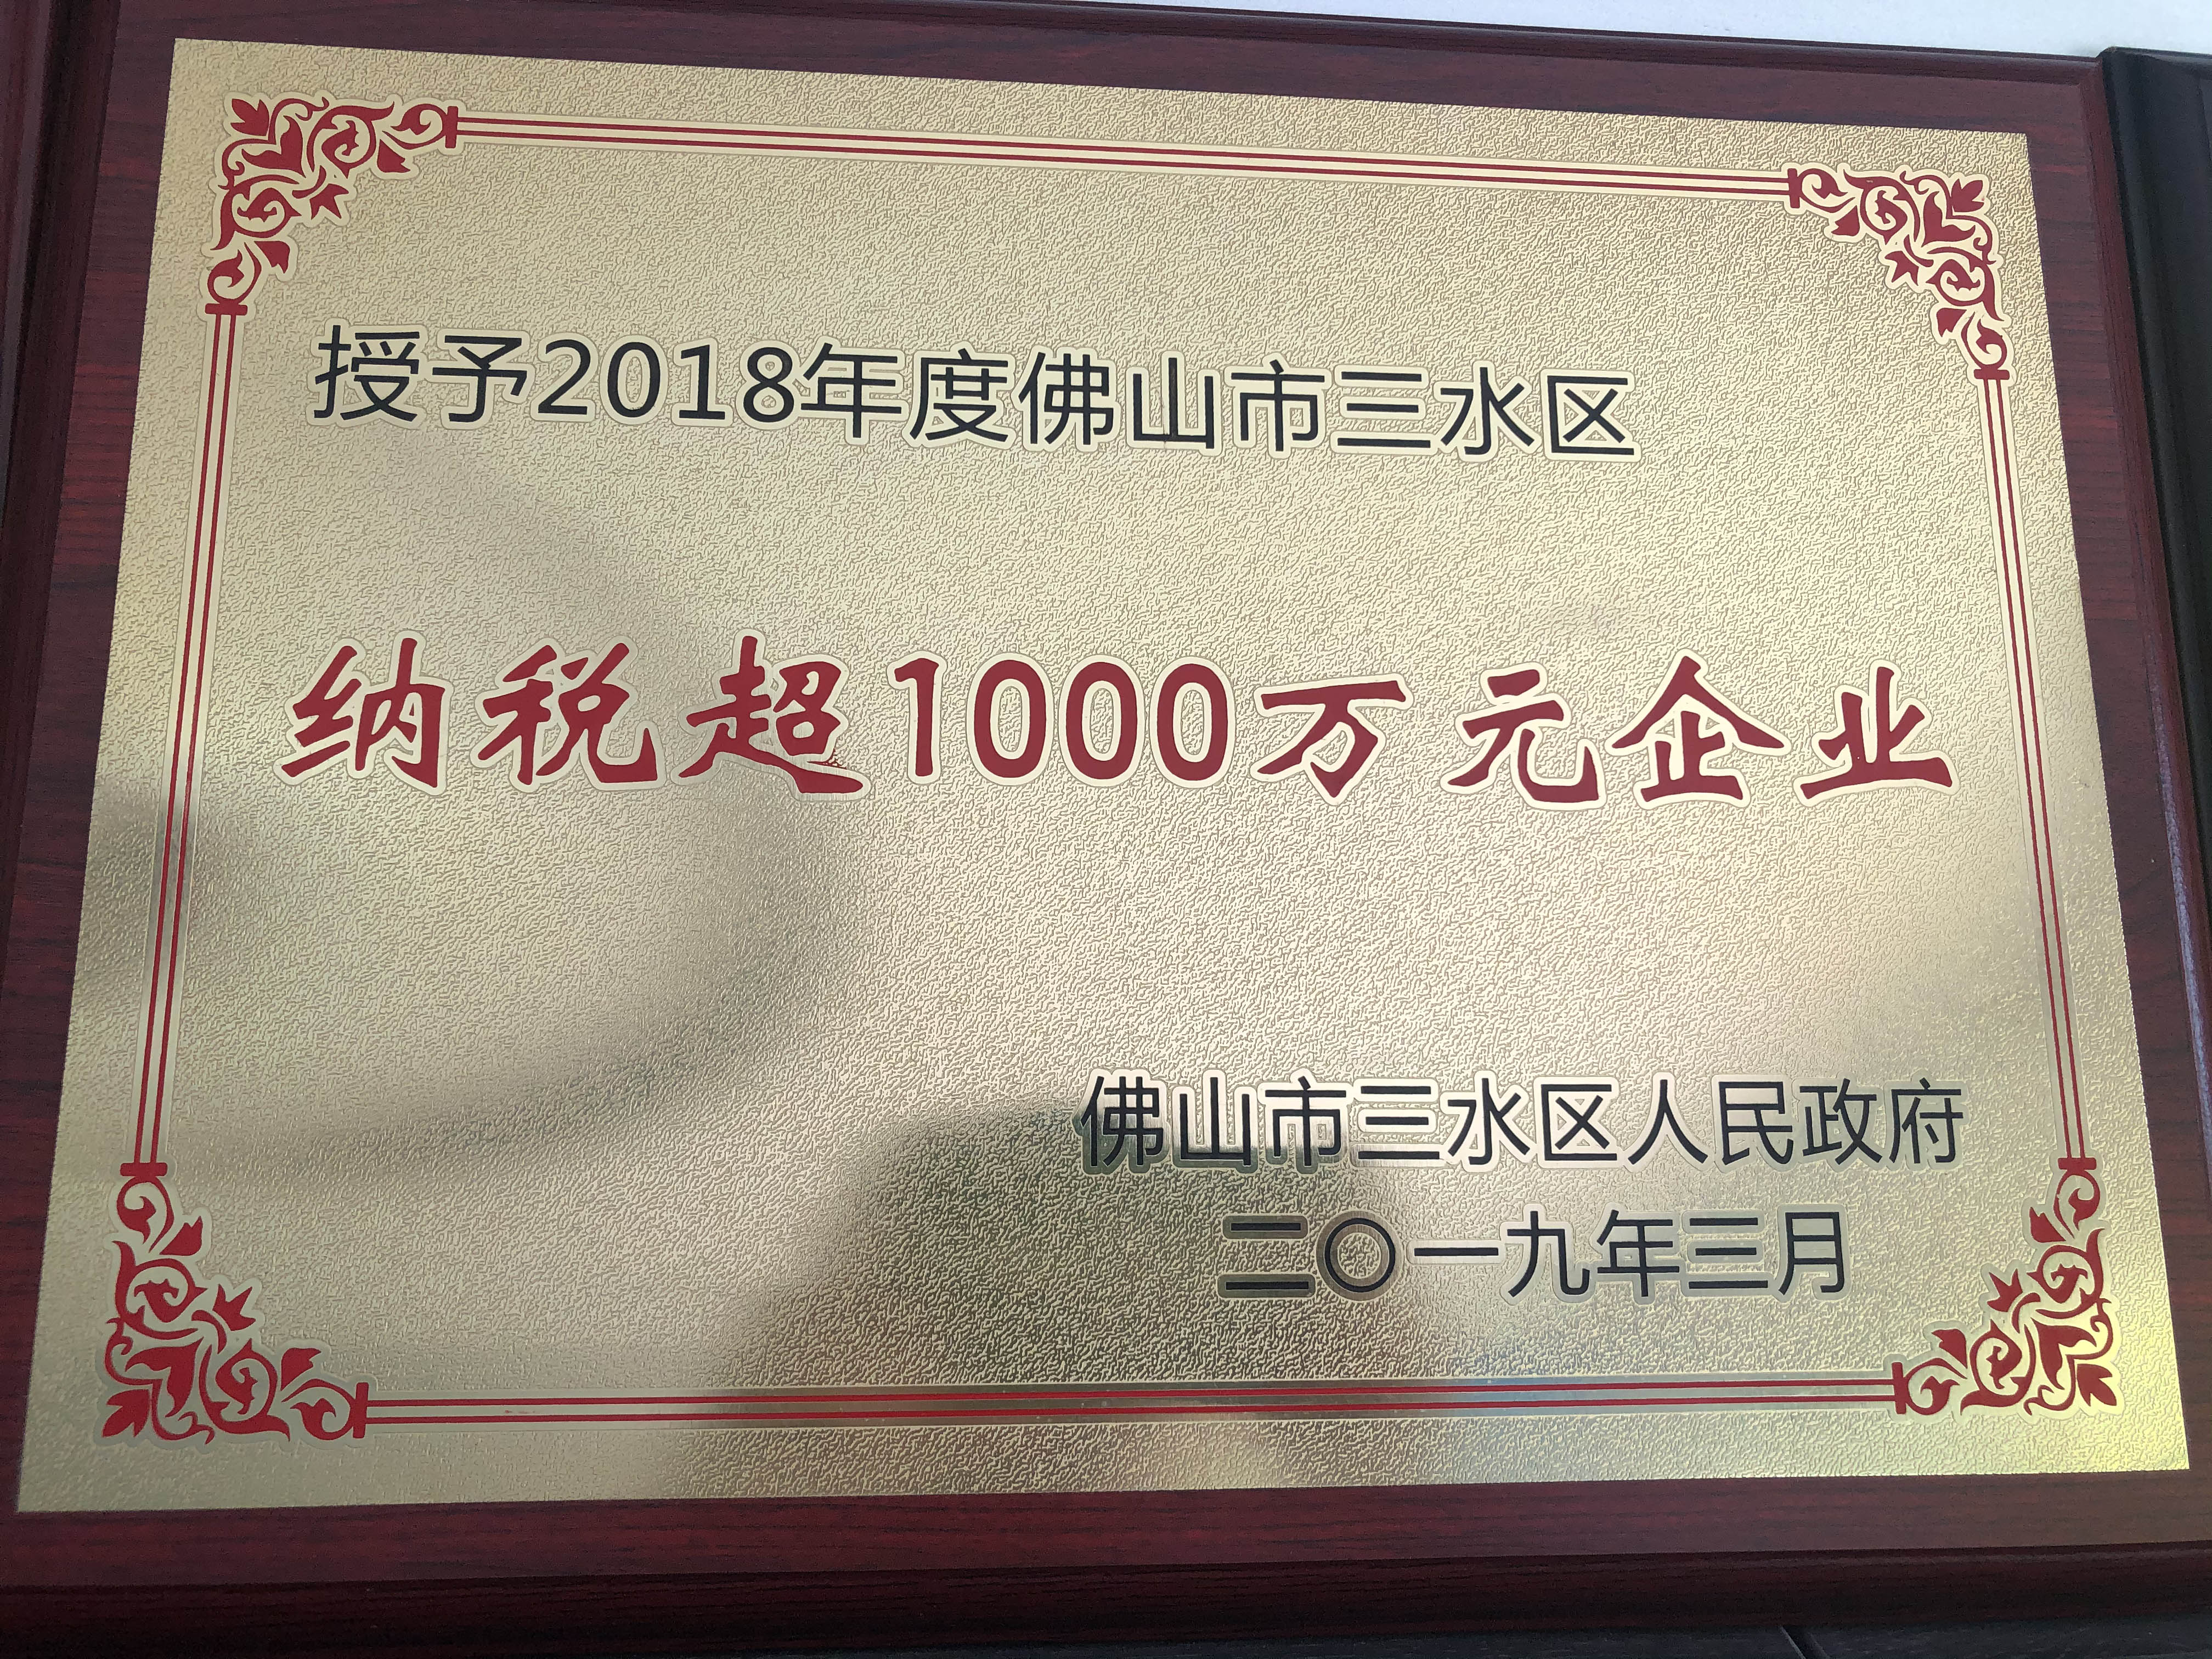 授予2018年度佛山市三水区
纳税超1000万元企业
佛山市三水区人民政府
二〇一九年三月